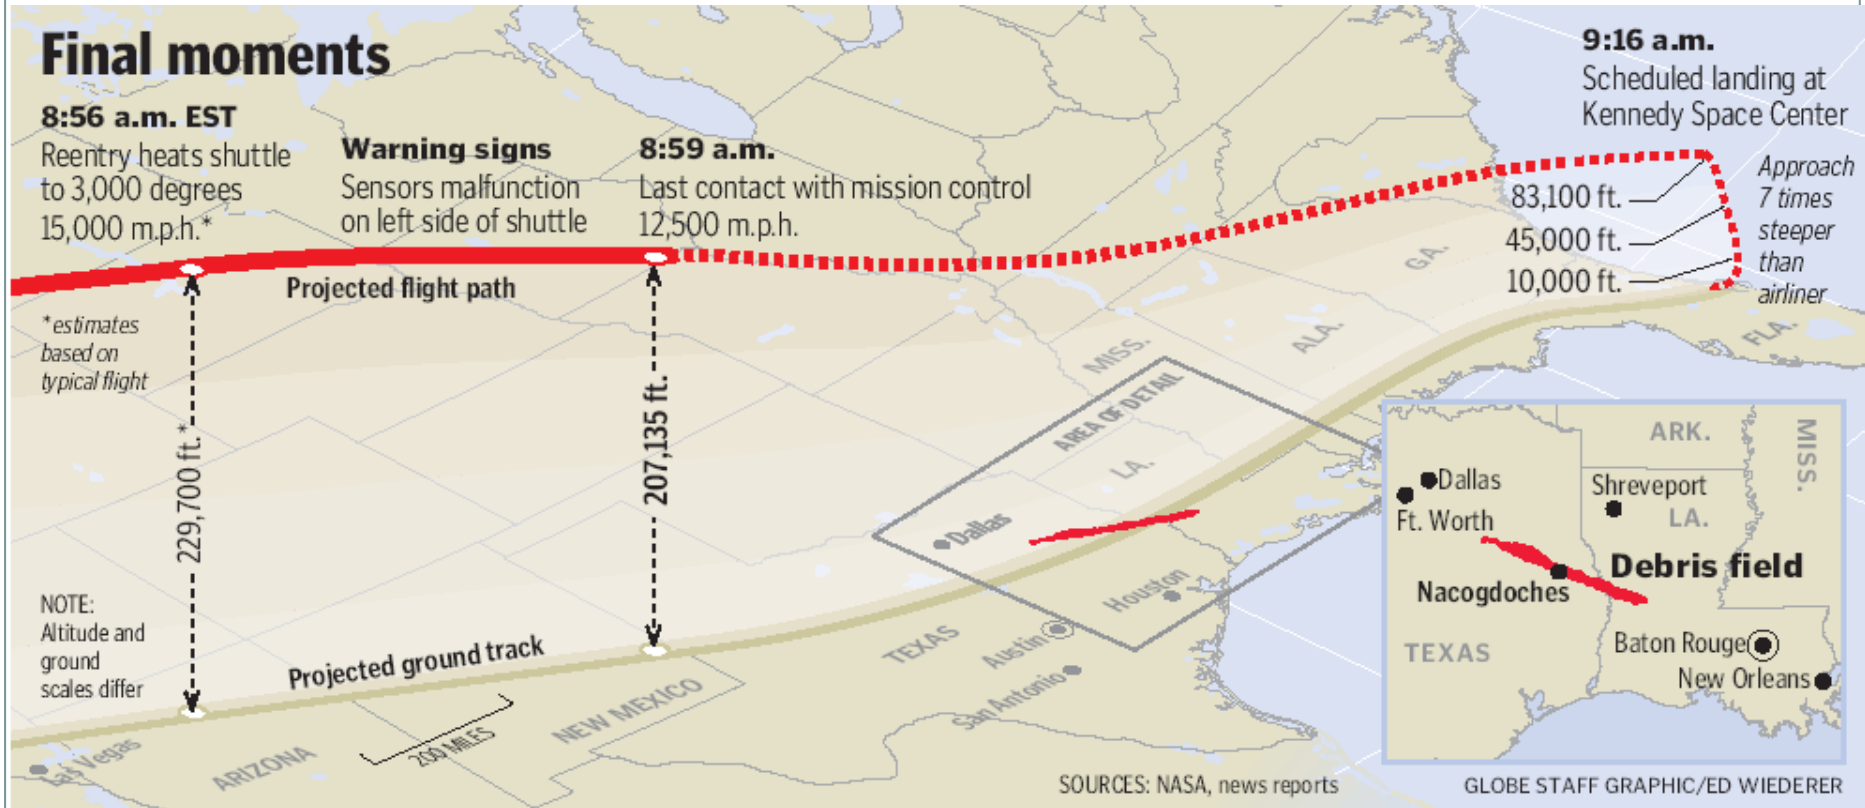 Final moments
8:56 a.m. EST
Reentry heats shuttle
to 3,000 degrees
15,000 m.p.h.*
Warning signs
Sensors malfunction
on left side of shuttle
8:59 a.m.
Last contact with mission control
12,500 m.p.h.
9:16 a.m.
Scheduled landing at
Kennedy Space Center
83,100 ft.
45,000 ft.
10,000 ft.
Approach
7 times
steeper
than
airliner
Projected flight path
*estimates
based on
typical flight
229,700 ft.*
207,135 ft.
NOTE:
Altitude and
ground
scales differ
Projected ground track
200 MILES
Las Vegas
ARIZONA
NEW MEXICO
TEXAS
Austin
San Antonio
Houston
Dallas
AREA OF DETAIL
LA.
MISS.
ALA.
GA.
FLA.
ARK.
MISS.
Dallas
Ft. Worth
Shreveport
LA.
Debris field
Nacogdoches
TEXAS
Baton Rouge
New Orleans
SOURCES: NASA, news reports
GLOBE STAFF GRAPHIC/ED WIEDERER